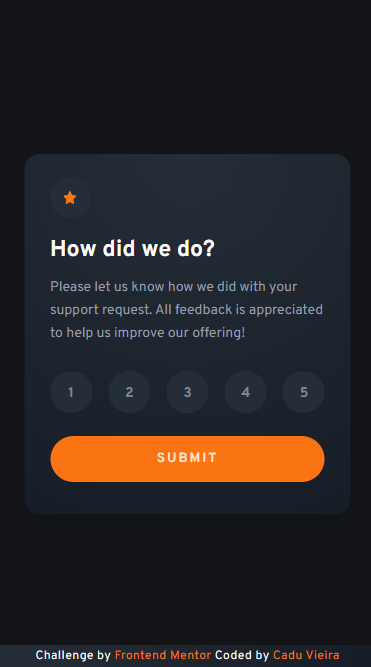 How did we do?
Please let us know how we did with your
support request. All feedback is appreciated
to help us improve our offering!
1 2 3 4 5
SUBMIT
Challenge by Frontend Mentor Coded by Cadu Vieira